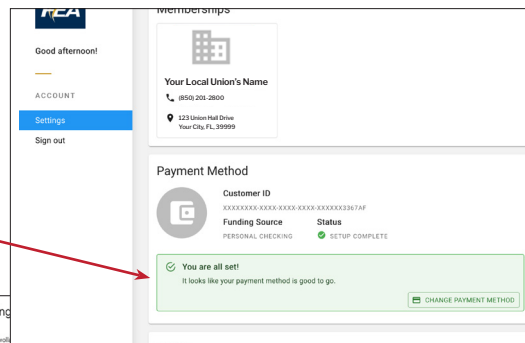 Memberships
Good afternoon!
ACCOUNT
Settings
Sign out
Your Local Union's Name
(850) 201-2800
123 Union Hall Drive
Your City, FL, 39999
Payment Method
Customer ID
XXXXXXXX-XXXX-XXXX-XXXX-XXXXXX3367AF
Funding Source Status
PERSONAL CHECKING SETUP COMPLETE
You are all set!
It looks like your payment method is good to go.
CHANGE PAYMENT METHOD